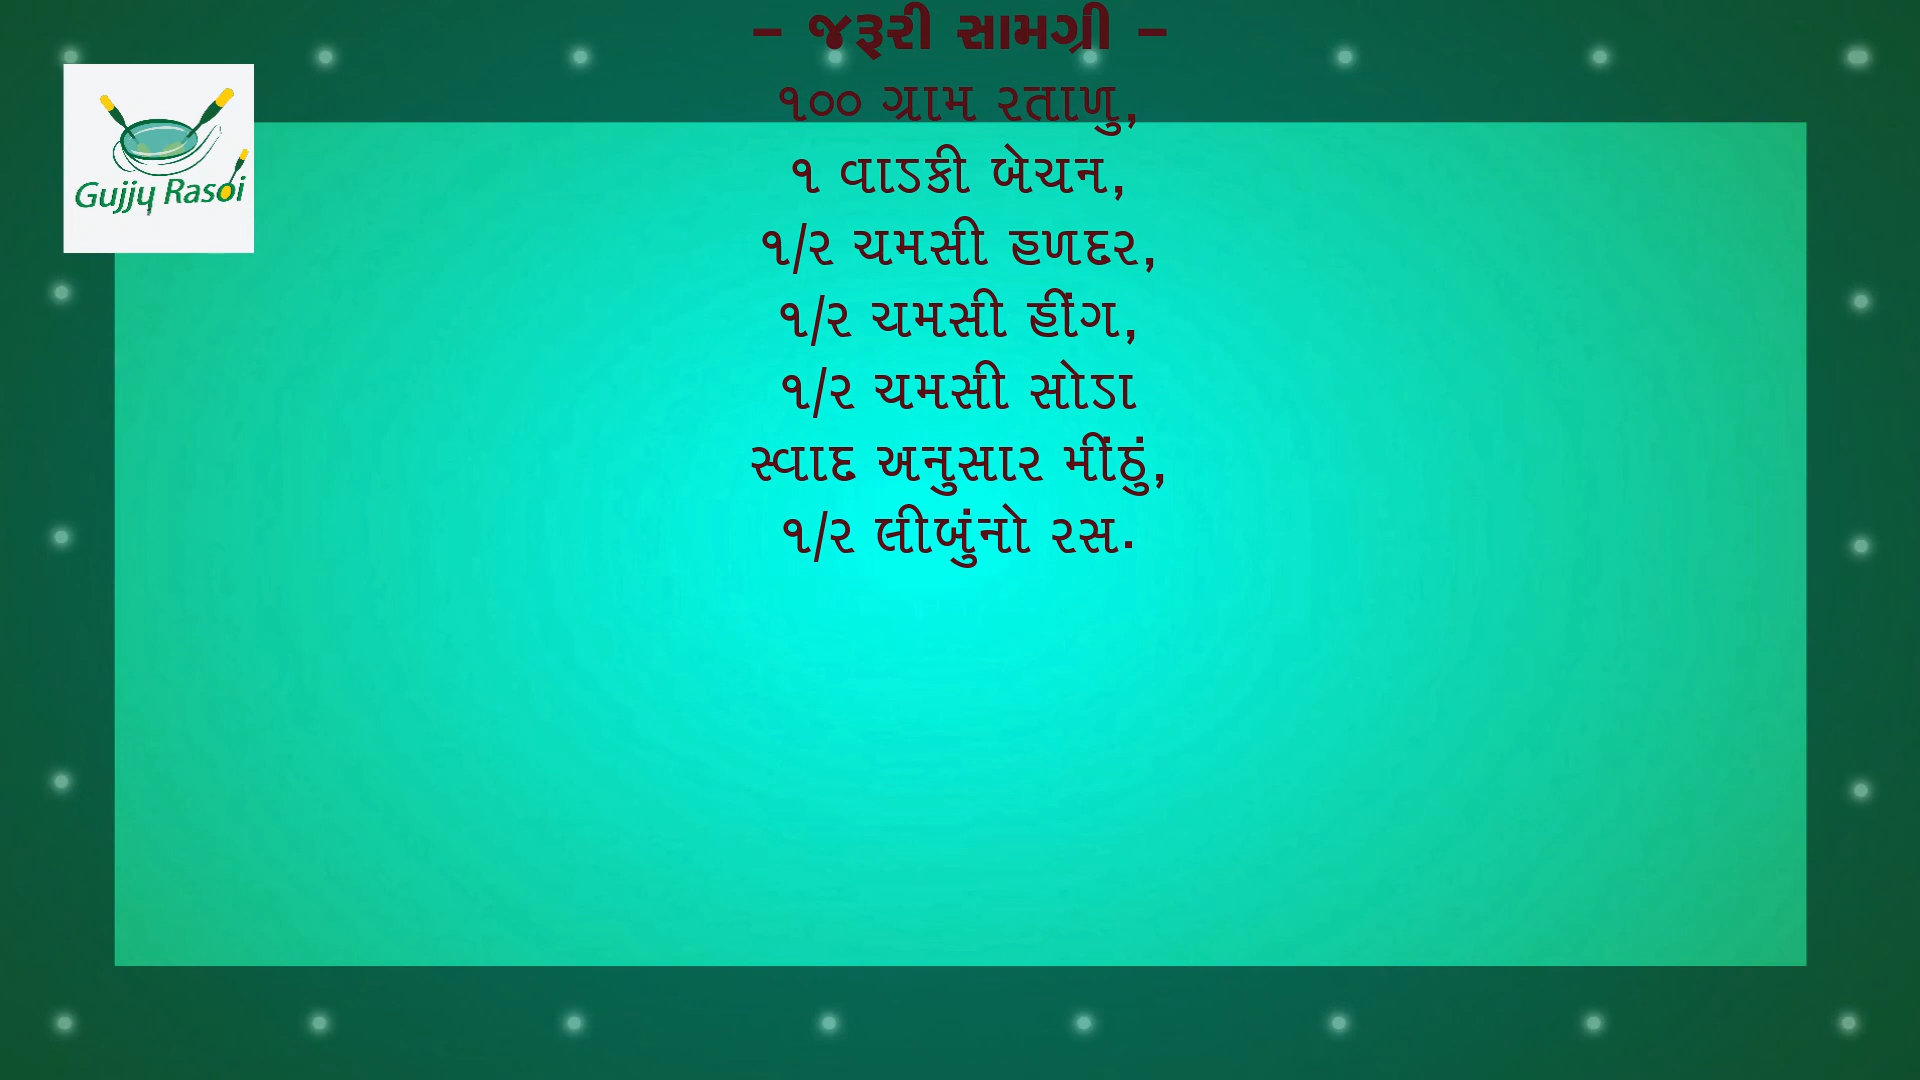 – જરૂરી સામગ્રી –
૧૦૦ ગ્રામ રતાળુ,
Gujju Rasoi
૧ વાડકી બેચન,
૧/૨ ચમસી હળદર,
૧/૨ ચમસી હીંગ,
૧/૨ ચમસી સોડા
સ્વાદ અનુસાર મીંઠું,
૧/૨ લીબુંનો રસ.